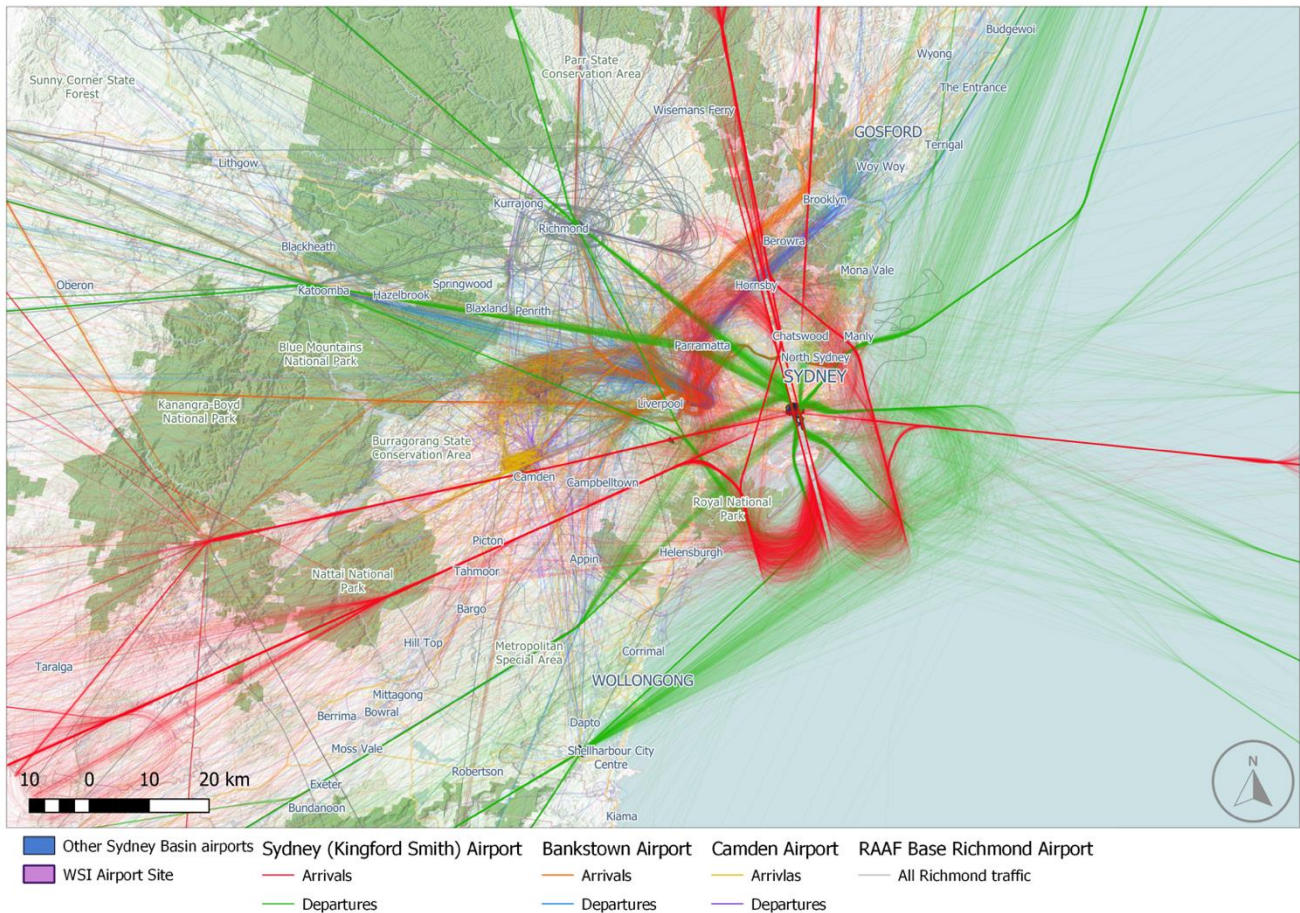 Budgewoi
Wyong
Parr State
Conservation Area
Sunny Corner State
Forest
The Entrance
Wisemans Ferry
GOSFORD
Terrigal
Lithgow
Woy Woy
Kurrajong
Brooklyn
Richmond
Berowra
Blackheath
Mona Vale
Oberon
Springwood
Hornsby
Katoomba
Hazelbrook
Blaxland
Penrith
Chatswood
Manly
Parramatta
Blue Mountains
National Park
North Sydney
SYDNEY
Kanangra-Boyd
National Park
Liverpool
Burragorang State
Conservation Area
Camden
Campbelltown
Royal National
Park
Picton
Helensburgh
Appin
Nattai National
Park
Tahmoor
Bargo
Hill Top
Metropolitan
Special Area
Corrimal
Taralga
WOLLONGONG
Mittagong
Berrima
Bowral
Dapto
Moss Vale
Shellharbour City
Centre
Robertson
Exeter
Bundanoon
Kiama
10 0 10 20 km
N
Other Sydney Basin airports
WSI Airport Site
Sydney (Kingford Smith) Airport
Arrivals
Departures
Bankstown Airport
Arrivals
Departures
Camden Airport
Arrivlas
Departures
RAAF Base Richmond Airport
All Richmond traffic